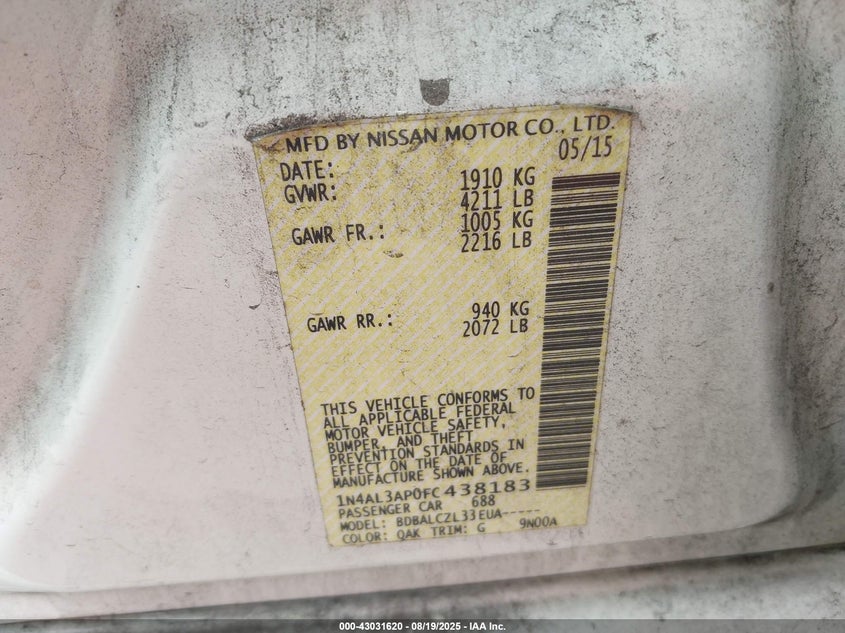 MFD BY NISSAN MOTOR CO., LTD.
DATE: 05/15
GVWR: 1910 KG
4211 LB
GAWR FR.: 1005 KG
2216 LB
GAWR RR.: 940 KG
2072 LB
THIS VEHICLE CONFORMS TO
ALL APPLICABLE FEDERAL
MOTOR VEHICLE SAFETY,
BUMPER, AND THEFT
PREVENTION STANDARDS IN
EFFECT ON THE DATE OF
MANUFACTURE SHOWN ABOVE.
1N4AL3AP0FC438183
PASSENGER CAR 688
MODEL: BDBALCZL33EUA-----
COLOR: QAK TRIM: G 9N00A
000-43031620 - 08/19/2025 - IAA Inc.